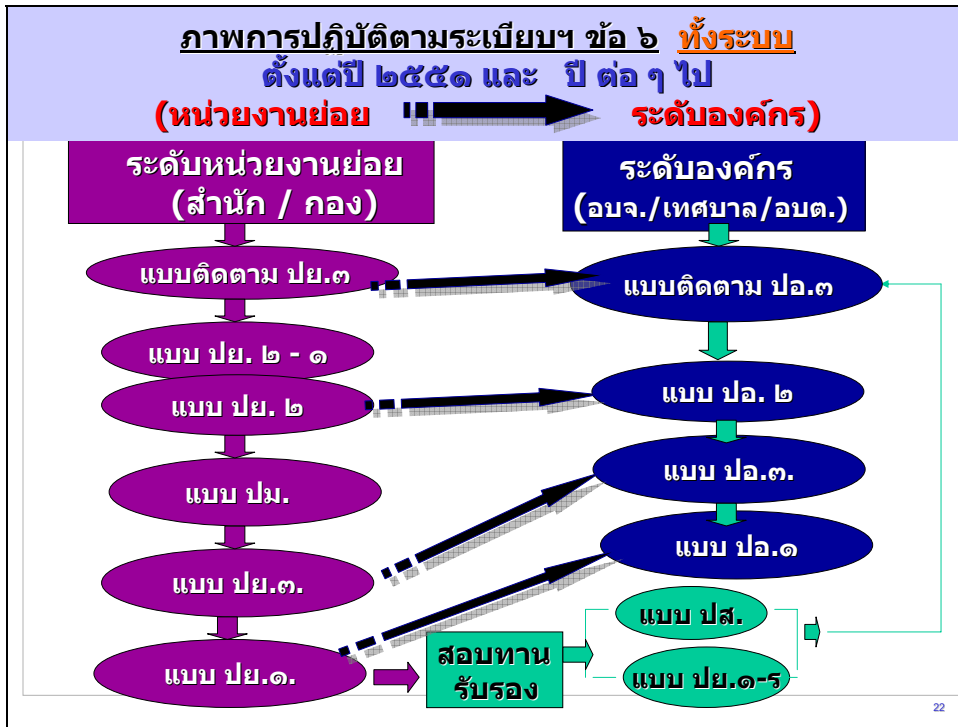 ภาพการปฏิบัติตามระเบียบฯ ข้อ ๖ ทั้งระบบ
ตั้งแต่ปี ๒๕๕๑ และ ปี ต่อ ๆ ไป
(หน่วยงานย่อย ระดับองค์กร)
ระดับหน่วยงานย่อย
(สำนัก / กอง)
ระดับองค์กร
(อบจ./เทศบาล/อบต.)
แบบติดตาม ปย.๓
แบบติดตาม ปอ.๓
แบบ ปย. ๒ - ๑
แบบ ปย. ๒
แบบ ปอ. ๒
แบบ ปม.
แบบ ปอ.๓.
แบบ ปย.๓.
แบบ ปอ.๑
แบบ ปย.๑.
สอบทาน
รับรอง
แบบ ปส.
แบบ ปย.๑-ร
22